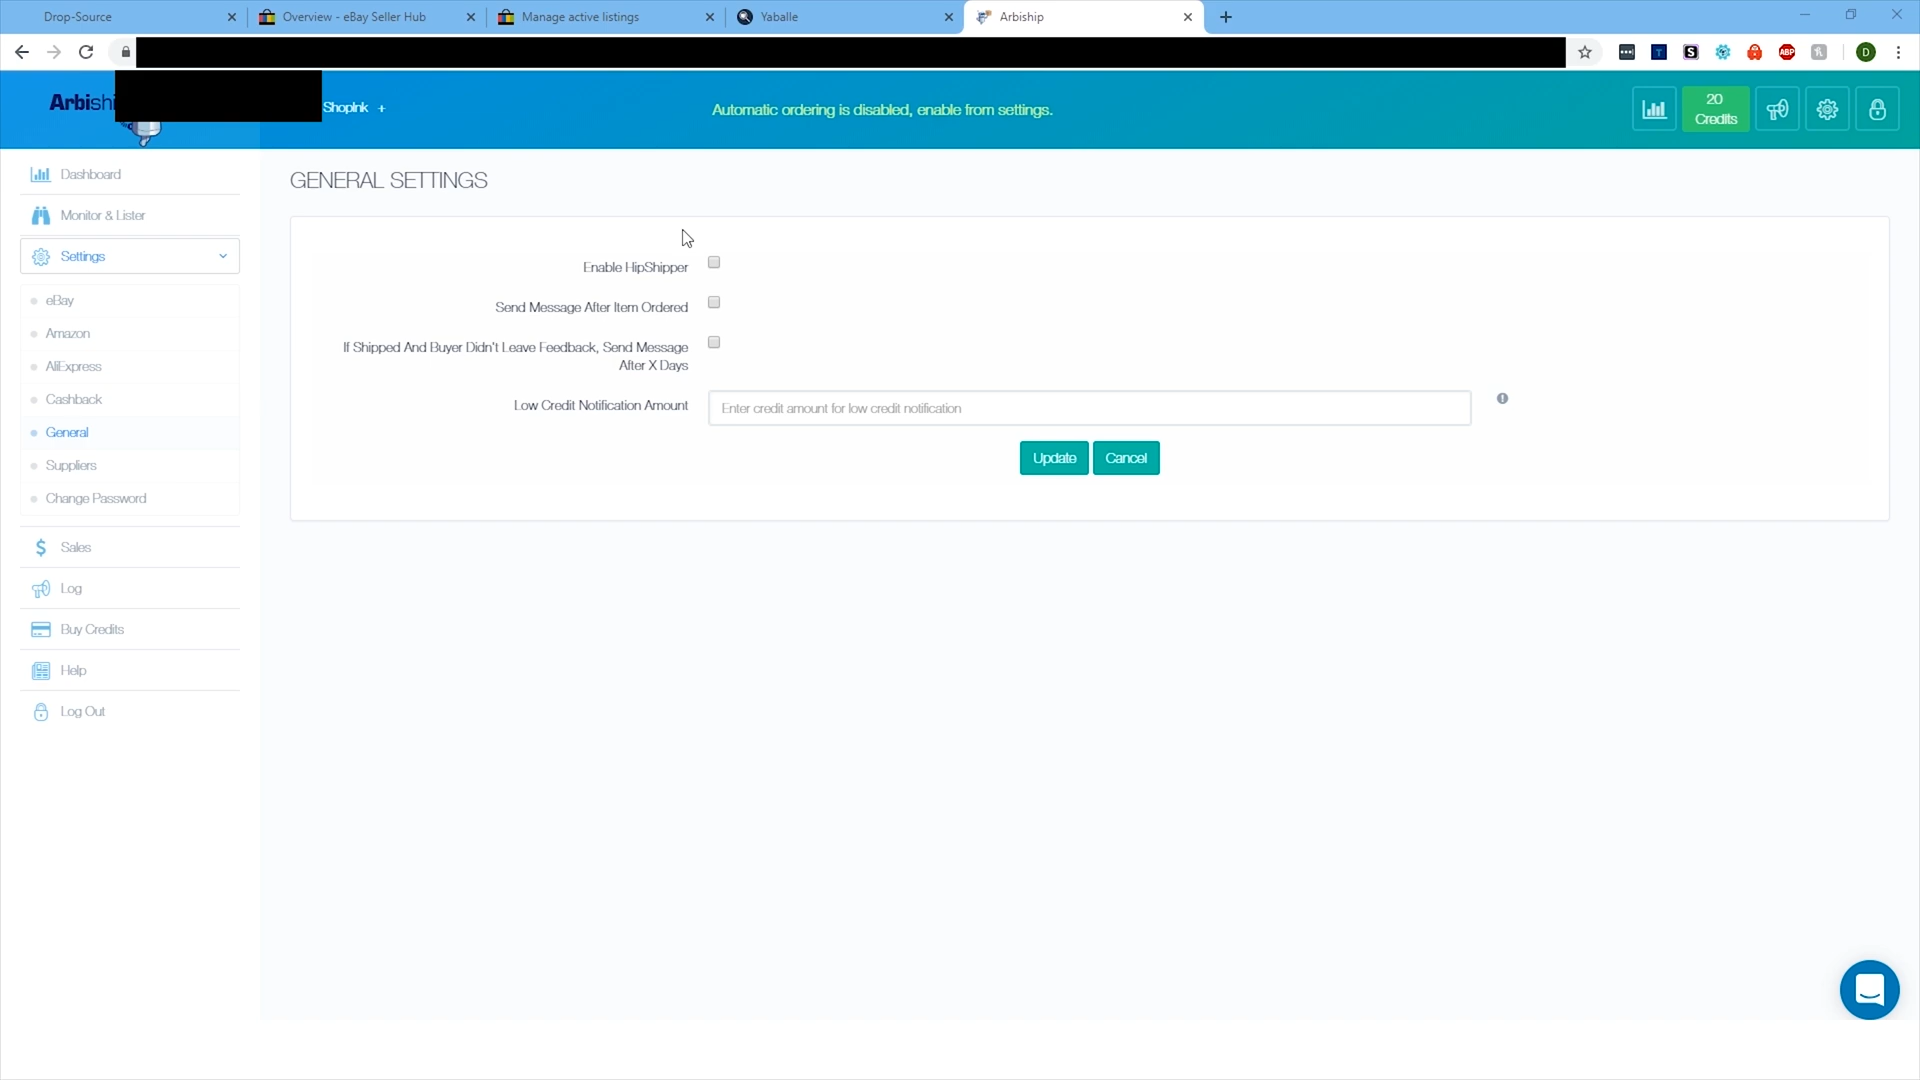 Drop-Source
Overview - eBay Seller Hub
Manage active listings
Yaballe
Arbiship
T
S
ABP
D
Arbishi
ShopInk +
Automatic ordering is disabled, enable from settings.
20
Credits
Dashboard
Monitor & Lister
Settings
eBay
Amazon
AliExpress
Cashback
General
Suppliers
Change Password
$ Sales
Log
Buy Credits
Help
Log Out
GENERAL SETTINGS
Enable HipShipper
Send Message After Item Ordered
If Shipped And Buyer Didn't Leave Feedback, Send Message
After X Days
Low Credit Notification Amount
Enter credit amount for low credit notification
Update
Cancel